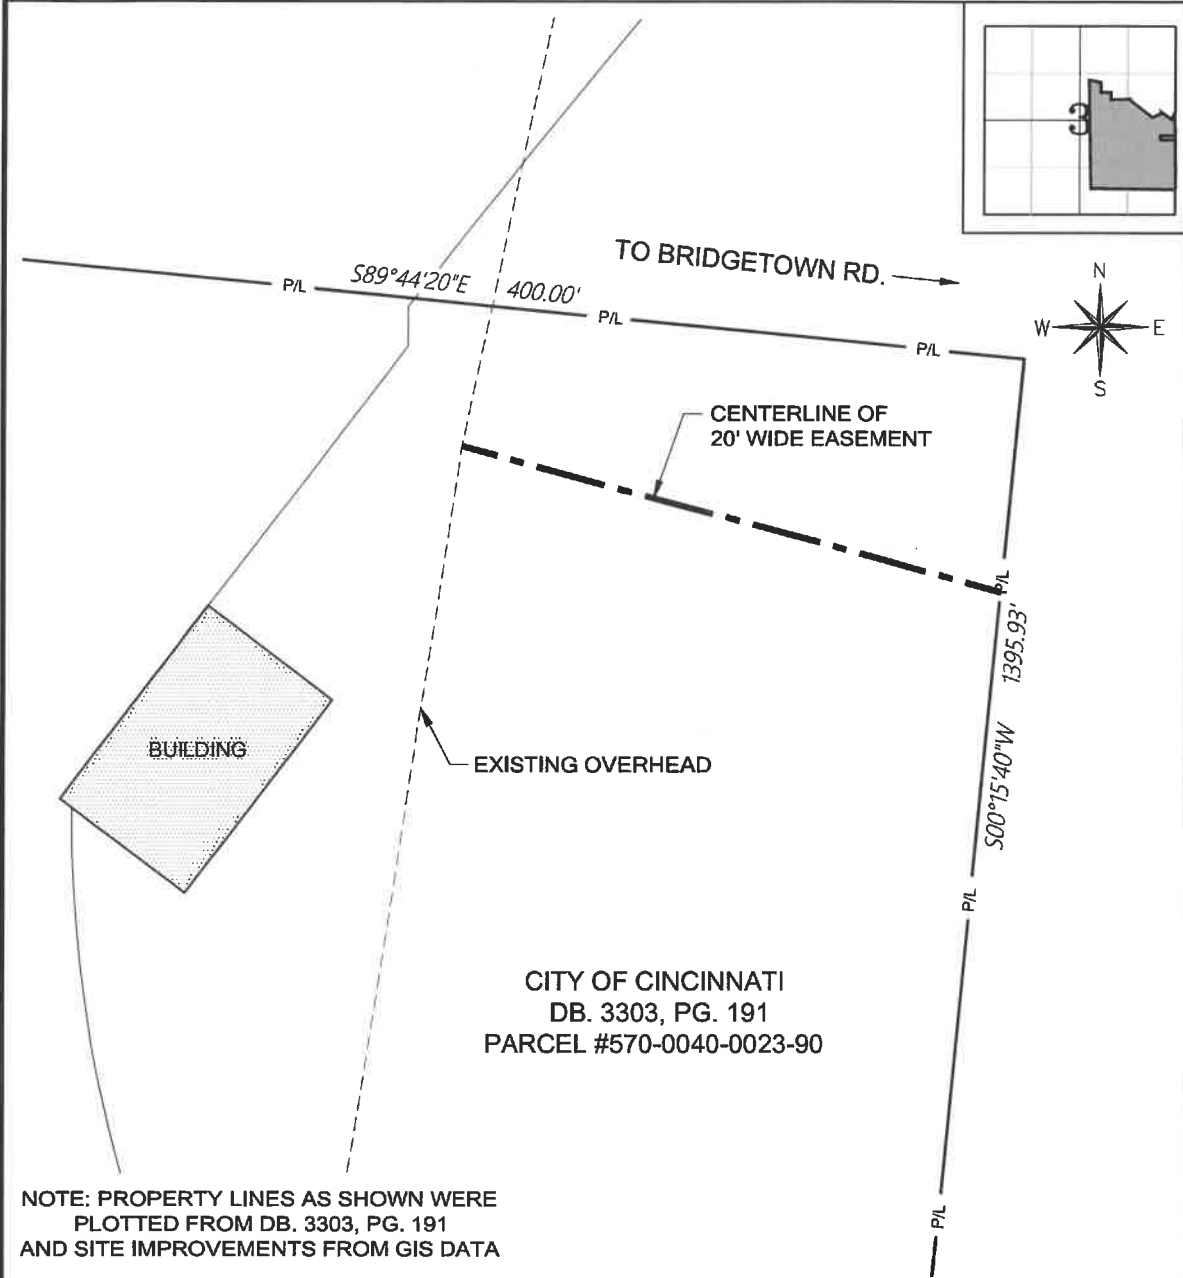 3
TO BRIDGETOWN RD.
N
W E
S
P/L S89°44'20"E 400.00' P/L P/L
CENTERLINE OF
20' WIDE EASEMENT
P/L
1395.93'
S00°15'40"W
BUILDING
EXISTING OVERHEAD
P/L
CITY OF CINCINNATI
DB. 3303, PG. 191
PARCEL #570-0040-0023-90
NOTE: PROPERTY LINES AS SHOWN WERE
PLOTTED FROM DB. 3303, PG. 191
AND SITE IMPROVEMENTS FROM GIS DATA
P/L